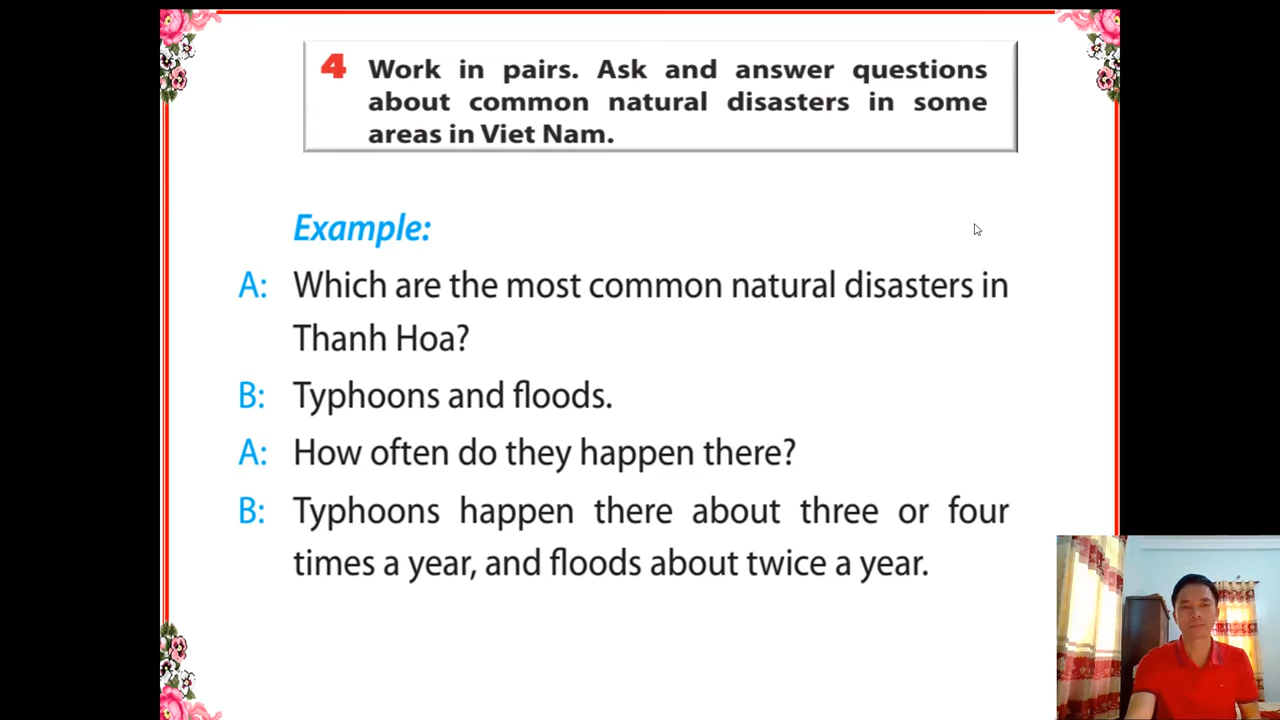 4 Work in pairs. Ask and answer questions
about common natural disasters in some
areas in Viet Nam.
Example:
A: Which are the most common natural disasters in
Thanh Hoa?
B: Typhoons and floods.
A: How often do they happen there?
B: Typhoons happen there about three or four
times a year, and floods about twice a year.